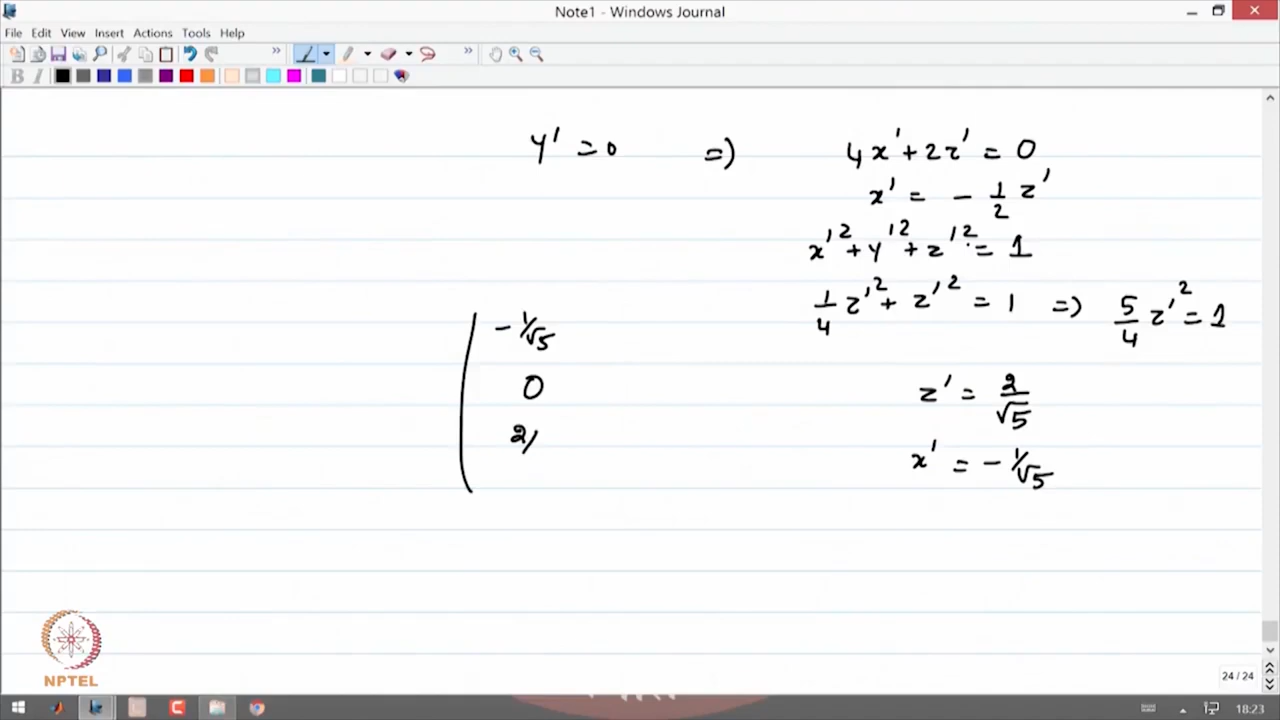 Note1 - Windows Journal
File Edit View Insert Actions Tools Help
y' = 0 => 4x' + 2z' = 0
x' = - 1/2 z'
x'² + y'² + z'² = 1
1/4 z'² + z'² = 1 => 5/4 z'² = 1
- 1/√5
0
2/
z' = 2/√5
x' = - 1/√5
NPTEL
24 / 24
18:23